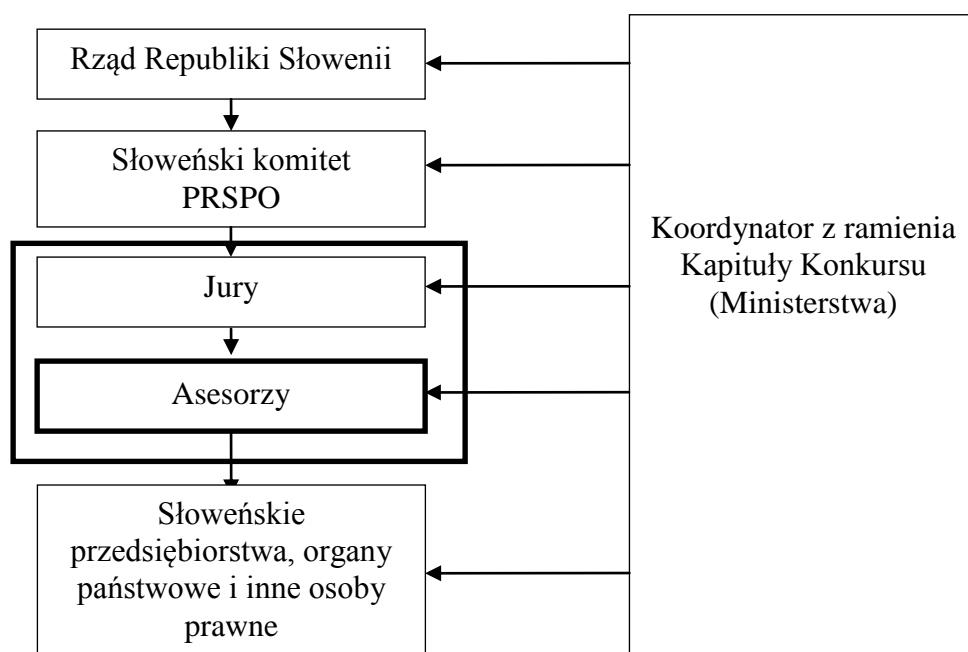 Rząd Republiki Słowenii
Słoweński komitet
PRSPO
Jury
Asesorzy
Słoweńskie
przedsiębiorstwa, organy
państwowe i inne osoby
prawne
Koordynator z ramienia
Kapituły Konkursu
(Ministerstwa)